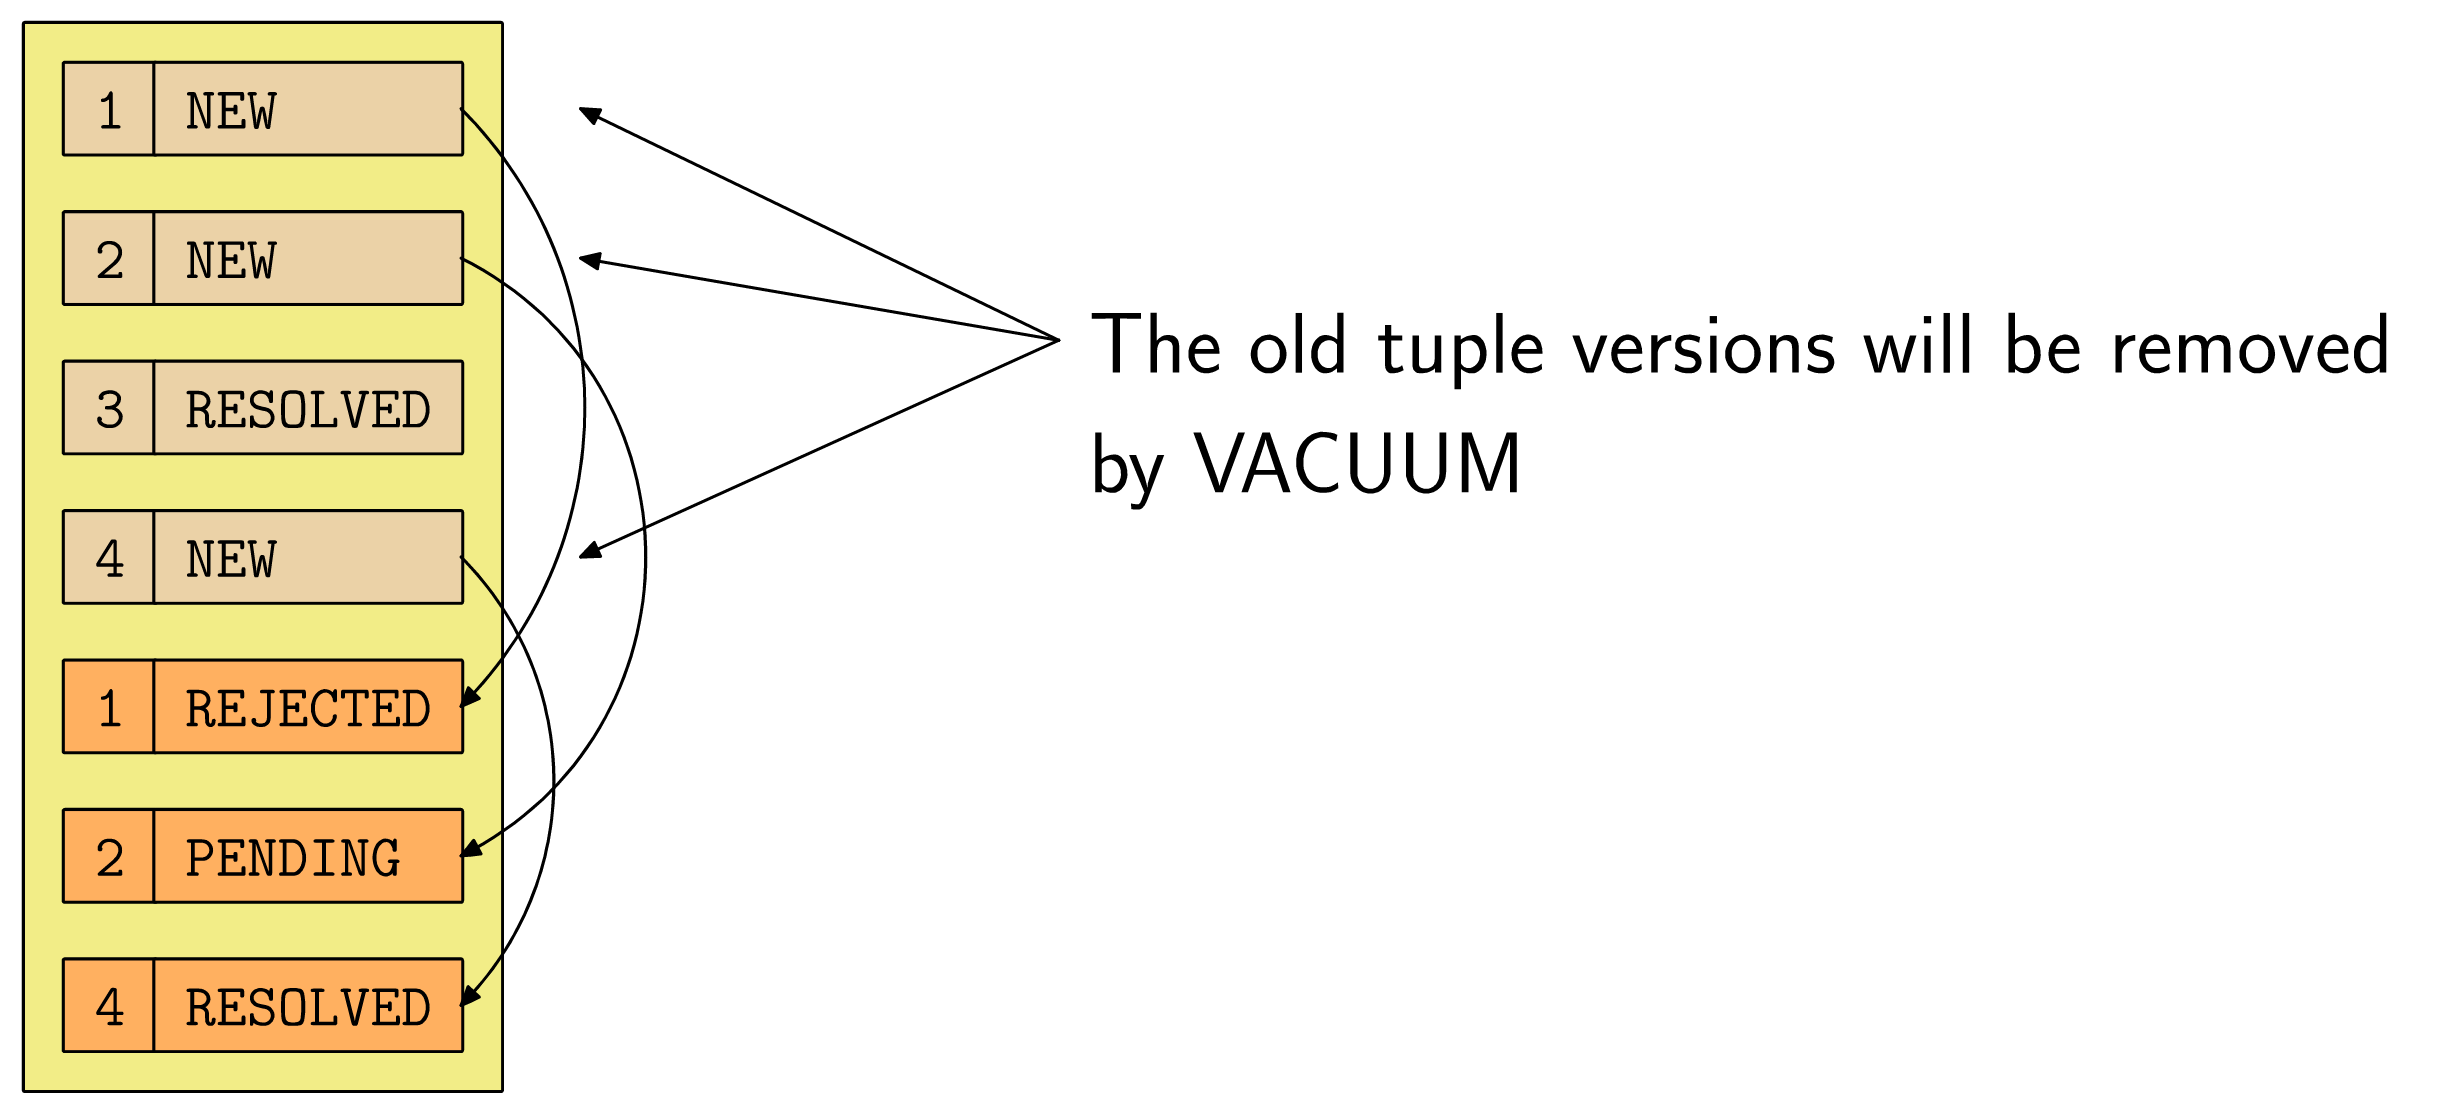 1 NEW
2 NEW
3 RESOLVED
4 NEW
1 REJECTED
2 PENDING
4 RESOLVED
The old tuple versions will be removed
by VACUUM